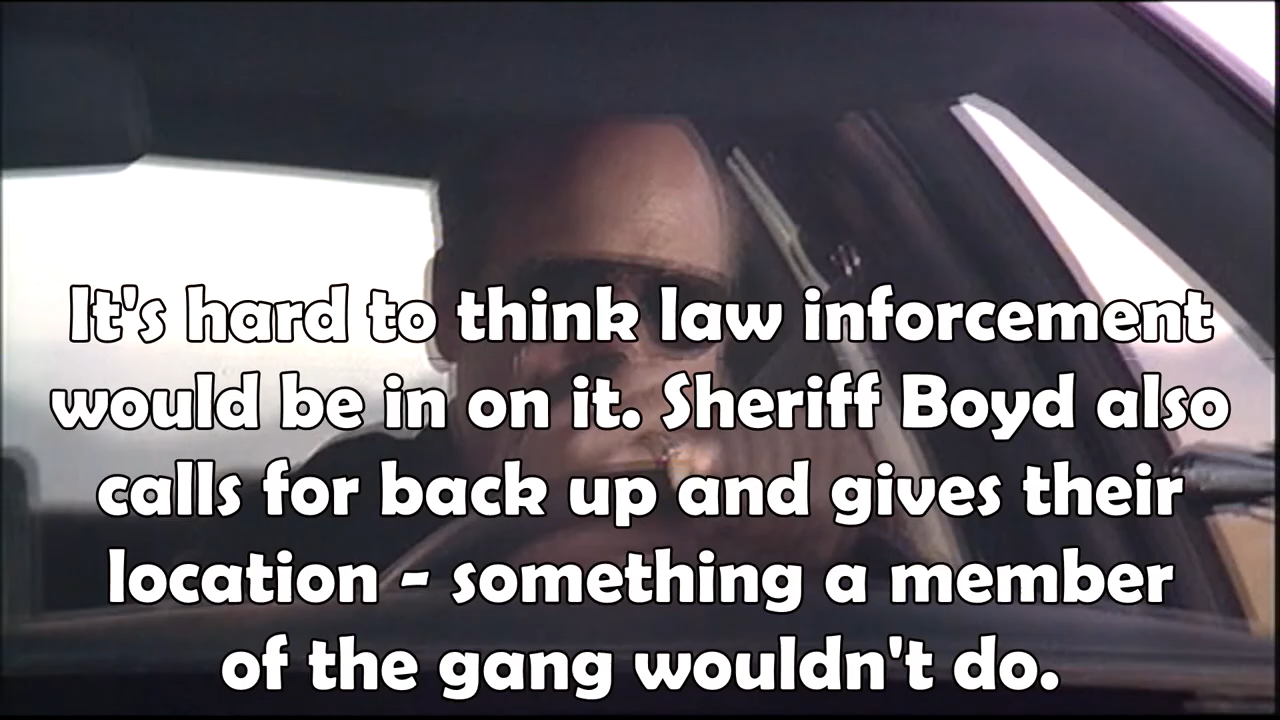 It's hard to think law inforcement
would be in on it. Sheriff Boyd also
calls for back up and gives their
location - something a member
of the gang wouldn't do.